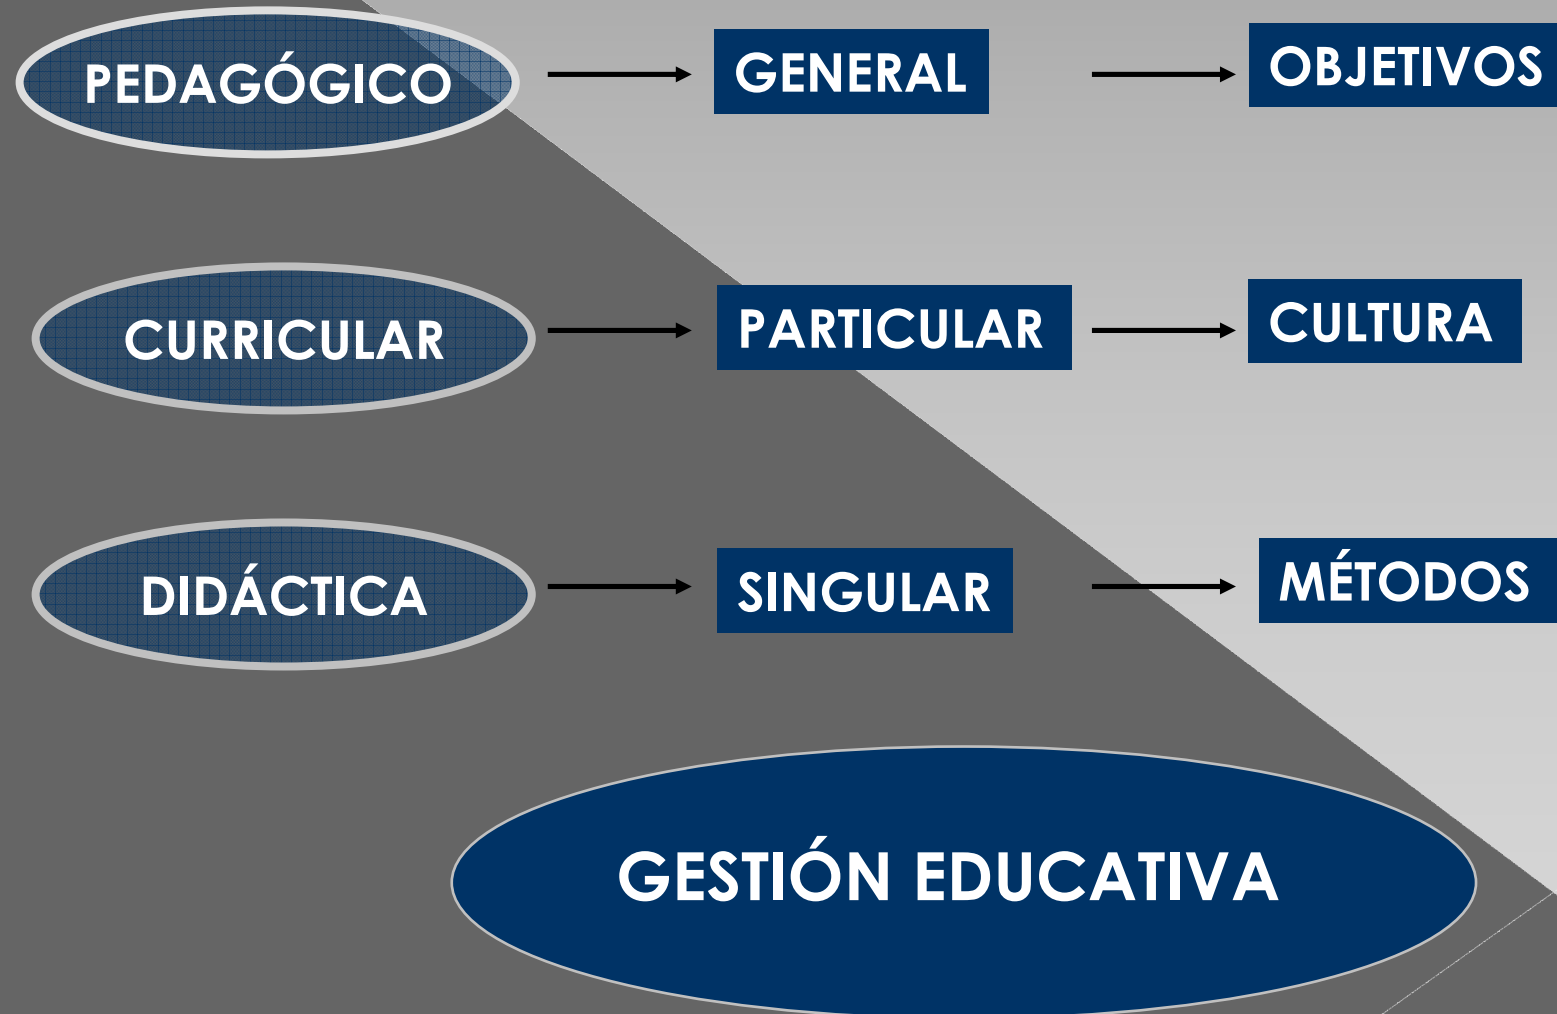 PEDAGÓGICO
GENERAL
OBJETIVOS
CURRICULAR
PARTICULAR
CULTURA
DIDÁCTICA
SINGULAR
MÉTODOS
GESTIÓN EDUCATIVA